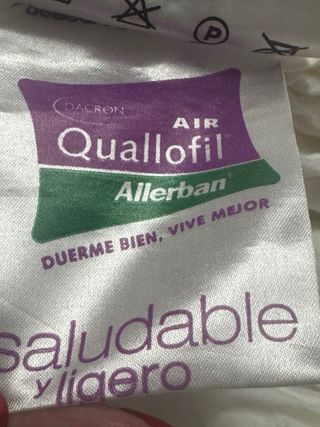 P
DACRON
AIR
Quallofil®
Allerban®
DUERME BIEN, VIVE MEJOR
saludable
y ligero